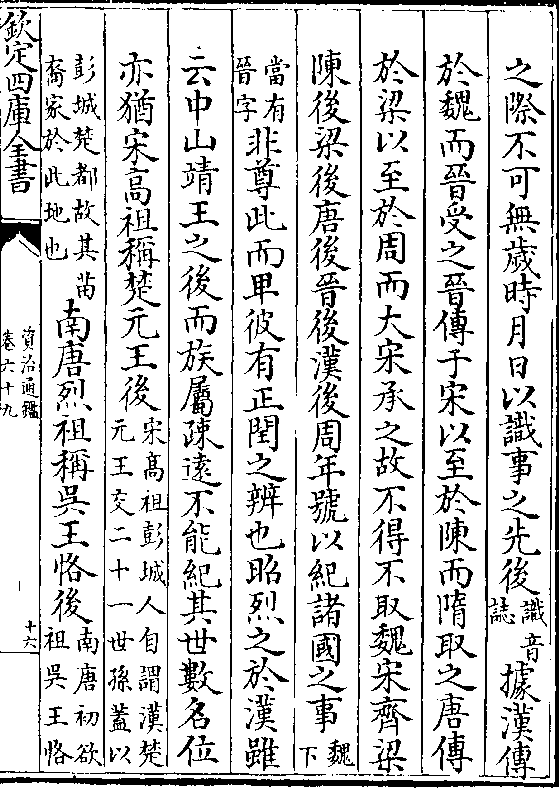 之際不可無歲時月日以識事之先後識音誌據漢傳
於魏而晉受之晉傳于宋以至於陳而隋取之唐傳
於梁以至於周而大宋承之故不得不取魏宋齊梁
陳後梁後唐後晉後漢後周年號以紀諸國之事魏下
當有晉字非尊此而卑彼有正閏之辨也昭烈之於漢雖
云中山靖王之後而族屬疎遠不能紀其世數名位
亦猶宋高祖稱楚元王後宋高祖彭城人自謂漢楚元王交二十一世孫蓋以
彭城楚都故其苗裔家於此地也南唐烈祖稱吳王恪後南唐初欲祖吳王恪
欽定四庫全書
資治通鑑
卷六十九
十六